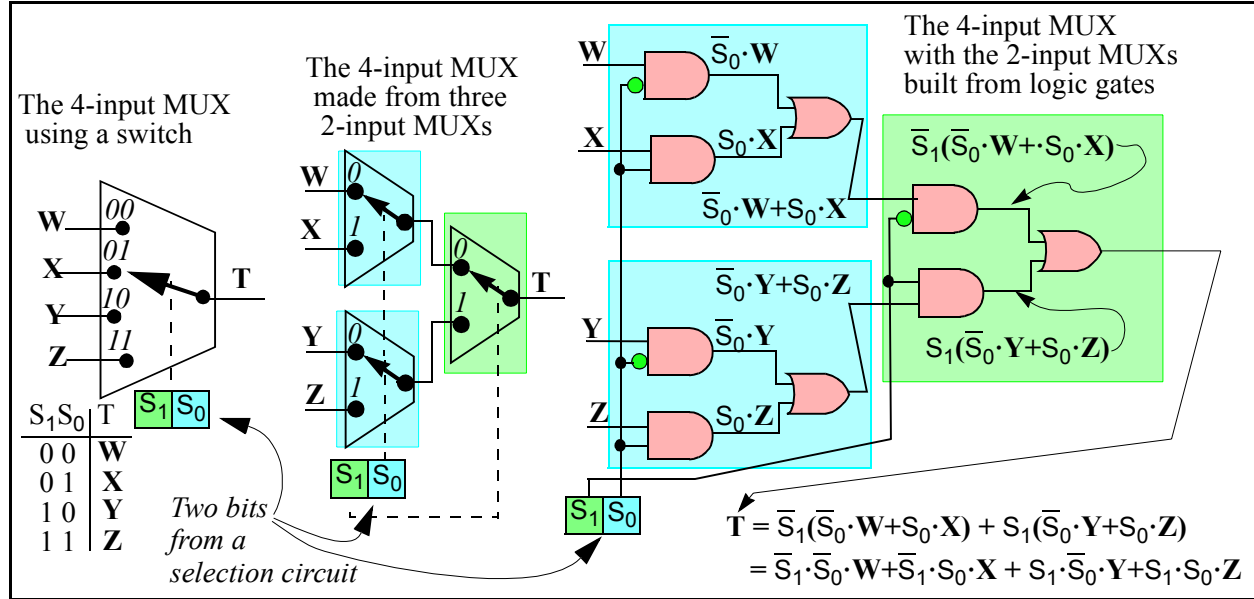 The 4-input MUX
using a switch
W
X
Y
Z
00
01
10
11
T
S₁ S₀
S₁S₀ T
0 0 W
0 1 X
1 0 Y
1 1 Z
Two bits
from a
selection circuit
The 4-input MUX
made from three
2-input MUXs
W
X
0
1
Y
Z
0
1
0
1
T
S₁ S₀
W
X
S̅₀·W
S₀·X
S̅₀·W+S₀·X
Y
Z
S̅₀·Y+S₀·Z
S̅₀·Y
S₀·Z
S₁ S₀
The 4-input MUX
with the 2-input MUXs
built from logic gates
S̅₁(S̅₀·W+·S₀·X)
S₁(S̅₀·Y+S₀·Z)
T = S̅₁(S̅₀·W+S₀·X) + S₁(S̅₀·Y+S₀·Z)
= S̅₁·S̅₀·W+S̅₁·S₀·X + S₁·S̅₀·Y+S₁·S₀·Z